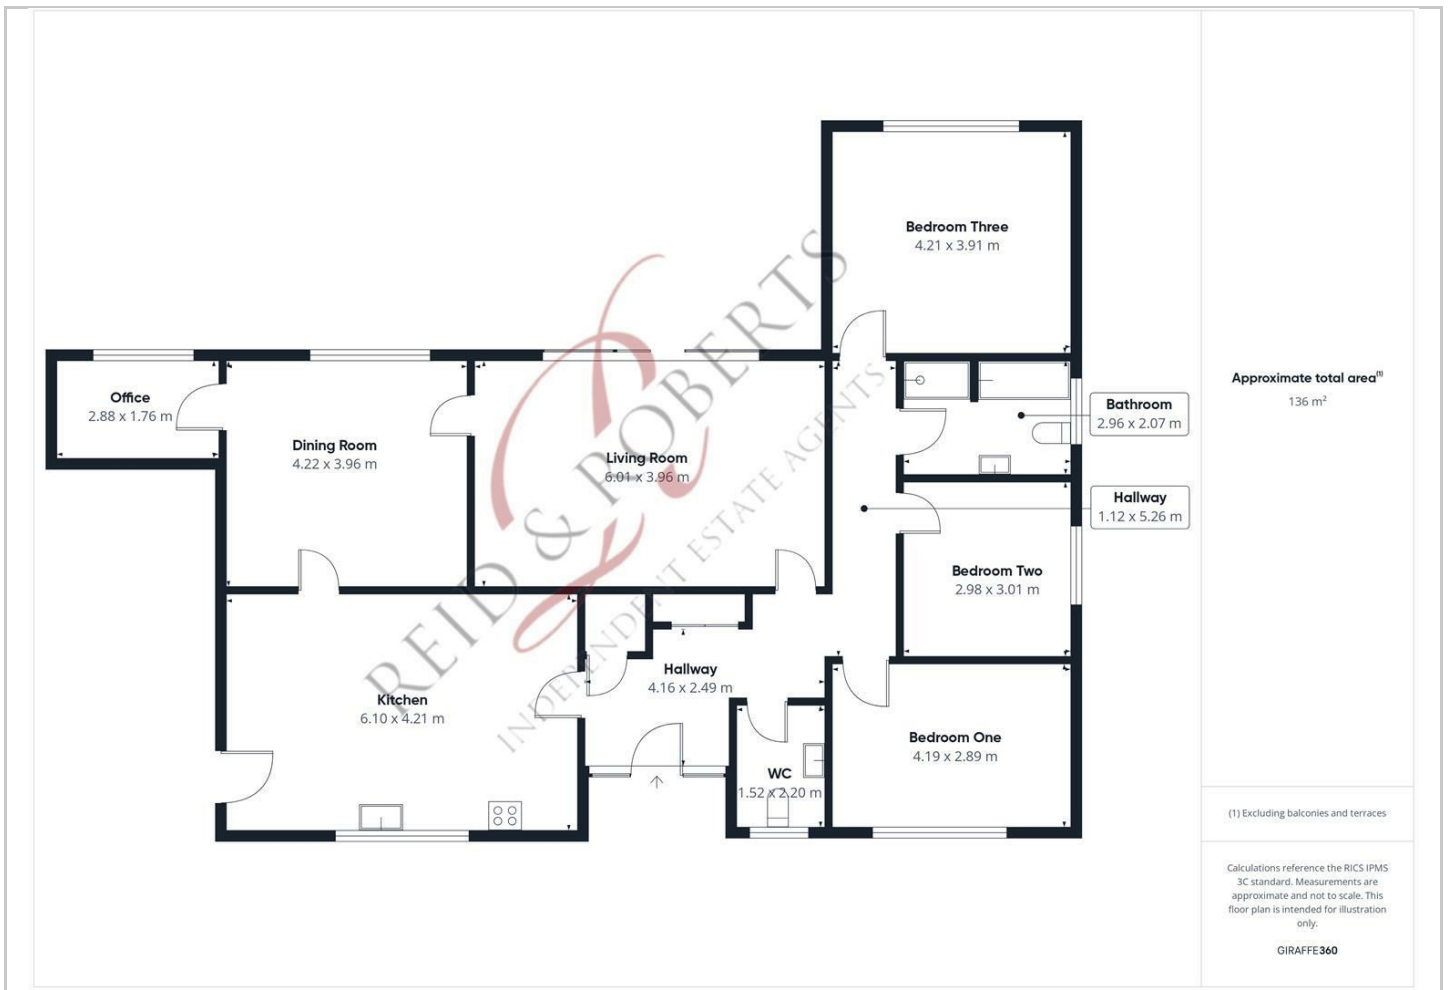 Bedroom Three
4.21 x 3.91 m
Office
2.88 x 1.76 m
Dining Room
4.22 x 3.96 m
Living Room
6.01 x 3.96 m
Bathroom
2.96 x 2.07 m
Hallway
1.12 x 5.26 m
Bedroom Two
2.98 x 3.01 m
Kitchen
6.10 x 4.21 m
Hallway
4.16 x 2.49 m
WC
1.52 x 2.20 m
Bedroom One
4.19 x 2.89 m
REID & ROBERTS
INDEPENDENT ESTATE AGENTS
Approximate total area(1)
136 m²
(1) Excluding balconies and terraces
Calculations reference the RICS IPMS
3C standard. Measurements are
approximate and not to scale. This
floor plan is intended for illustration
only.
GIRAFFE360